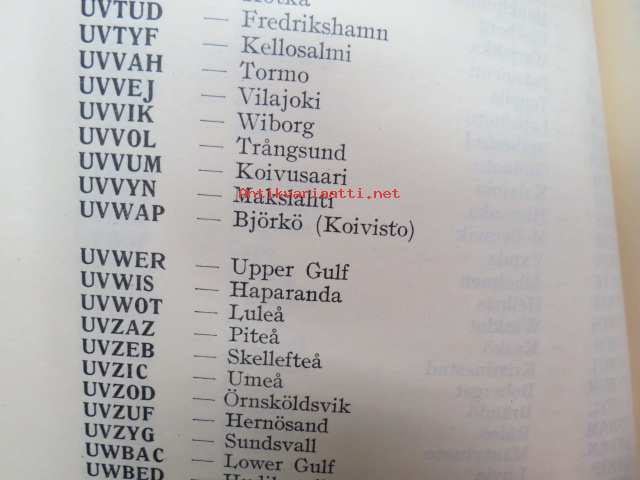 Kotka
UVTUD — Fredrikshamn
UVTYF — Kellosalmi
UVVAH — Tormo
UVVEJ — Vilajoki
UVVIK — Wiborg
UVVOL — Trångsund
UVVUM — Koivusaari
UVVYN — Makslahti
Antikvariaatti.net
UVWAP — Björkö (Koivisto)
UVWER — Upper Gulf
UVWIS — Haparanda
UVWOT — Luleå
UVZAZ — Piteå
UVZEB — Skellefteå
UVZIC — Umeå
UVZOD — Örnsköldsvik
UVZUF — Hernösand
UVZYG — Sundsvall
UWBAC — Lower Gulf
UWBED —